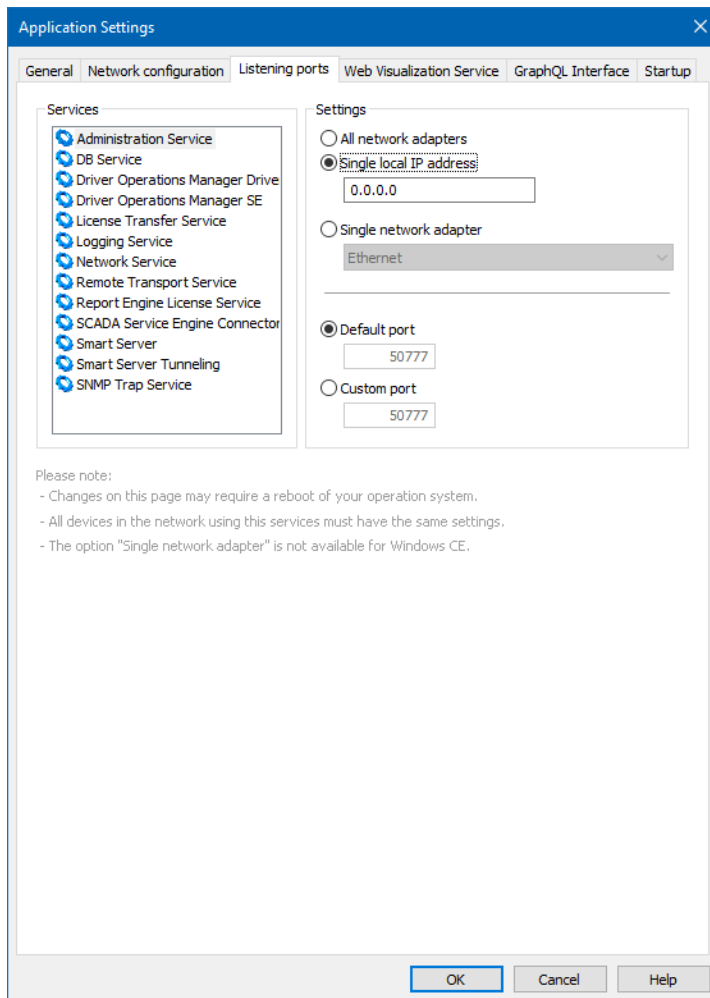 Application Settings
General Network configuration Listening ports Web Visualization Service GraphQL Interface Startup
Services
Administration Service
DB Service
Driver Operations Manager Drive
Driver Operations Manager SE
License Transfer Service
Logging Service
Network Service
Remote Transport Service
Report Engine License Service
SCADA Service Engine Connector
Smart Server
Smart Server Tunneling
SNMP Trap Service
Settings
All network adapters
Single local IP address
0.0.0.0
Single network adapter
Ethernet
Default port
50777
Custom port
50777
Please note:
- Changes on this page may require a reboot of your operation system.
- All devices in the network using this services must have the same settings.
- The option "Single network adapter" is not available for Windows CE.
OK Cancel Help